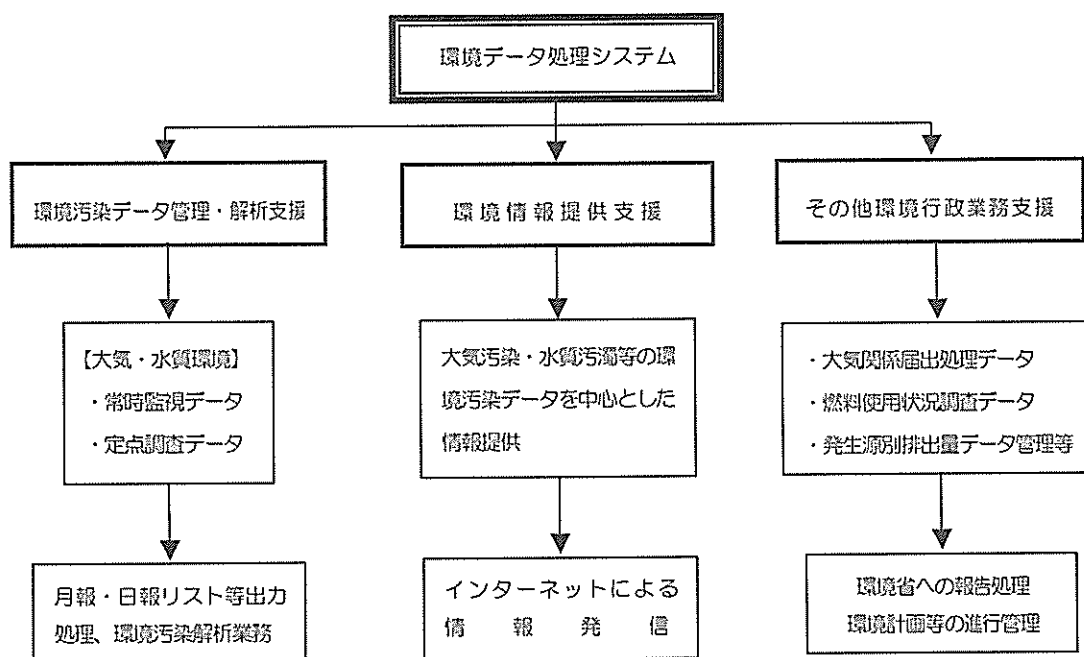 環境データ処理システム
環境汚染データ管理・解析支援
環境情報提供支援
その他環境行政業務支援
【大気・水質環境】
・常時監視データ
・定点調査データ
大気汚染・水質汚濁等の環
境汚染データを中心とした
情報提供
・大気関係届出処理データ
・燃料使用状況調査データ
・発生源別排出量データ管理等
月報・日報リスト等出力
処理、環境汚染解析業務
インターネットによる
情報発信
環境省への報告処理
環境計画等の進行管理